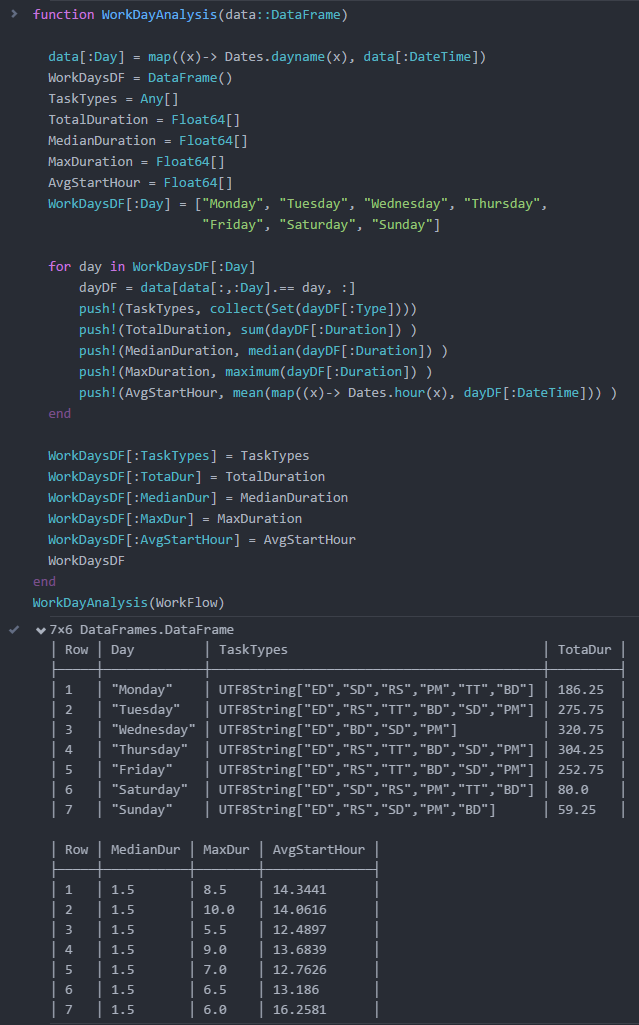 function WorkDayAnalysis(data::DataFrame)
data[:Day] = map((x)-> Dates.dayname(x), data[:DateTime])
WorkDaysDF = DataFrame()
TaskTypes = Any[]
TotalDuration = Float64[]
MedianDuration = Float64[]
MaxDuration = Float64[]
AvgStartHour = Float64[]
WorkDaysDF[:Day] = ["Monday", "Tuesday", "Wednesday", "Thursday",
"Friday", "Saturday", "Sunday"]
for day in WorkDaysDF[:Day]
dayDF = data[data[:,:Day].== day, :]
push!(TaskTypes, collect(Set(dayDF[:Type])))
push!(TotalDuration, sum(dayDF[:Duration]) )
push!(MedianDuration, median(dayDF[:Duration]) )
push!(MaxDuration, maximum(dayDF[:Duration]) )
push!(AvgStartHour, mean(map((x)-> Dates.hour(x), dayDF[:DateTime])) )
end
WorkDaysDF[:TaskTypes] = TaskTypes
WorkDaysDF[:TotaDur] = TotalDuration
WorkDaysDF[:MedianDur] = MedianDuration
WorkDaysDF[:MaxDur] = MaxDuration
WorkDaysDF[:AvgStartHour] = AvgStartHour
WorkDaysDF
end
WorkDayAnalysis(WorkFlow)
7×6 DataFrames.DataFrame
| Row | Day | TaskTypes | TotaDur |
| 1 | "Monday" | UTF8String["ED","SD","RS","PM","TT","BD"] | 186.25 |
| 2 | "Tuesday" | UTF8String["ED","RS","TT","BD","SD","PM"] | 275.75 |
| 3 | "Wednesday" | UTF8String["ED","BD","SD","PM"] | 320.75 |
| 4 | "Thursday" | UTF8String["ED","RS","TT","BD","SD","PM"] | 304.25 |
| 5 | "Friday" | UTF8String["ED","RS","TT","BD","SD","PM"] | 252.75 |
| 6 | "Saturday" | UTF8String["ED","SD","RS","PM","TT","BD"] | 80.0 |
| 7 | "Sunday" | UTF8String["ED","RS","SD","PM","BD"] | 59.25 |
| Row | MedianDur | MaxDur | AvgStartHour |
| 1 | 1.5 | 8.5 | 14.3441 |
| 2 | 1.5 | 10.0 | 14.0616 |
| 3 | 1.5 | 5.5 | 12.4897 |
| 4 | 1.5 | 9.0 | 13.6839 |
| 5 | 1.5 | 7.0 | 12.7626 |
| 6 | 1.5 | 6.5 | 13.186 |
| 7 | 1.5 | 6.0 | 16.2581 |